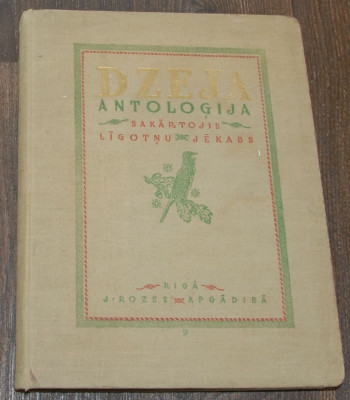 DZEJA
ANTOLOĢIJA
SAKĀRTOJIS
LĪGOTŅU JĒKABS
RĪGĀ
J·ROZES APGĀDĪBĀ